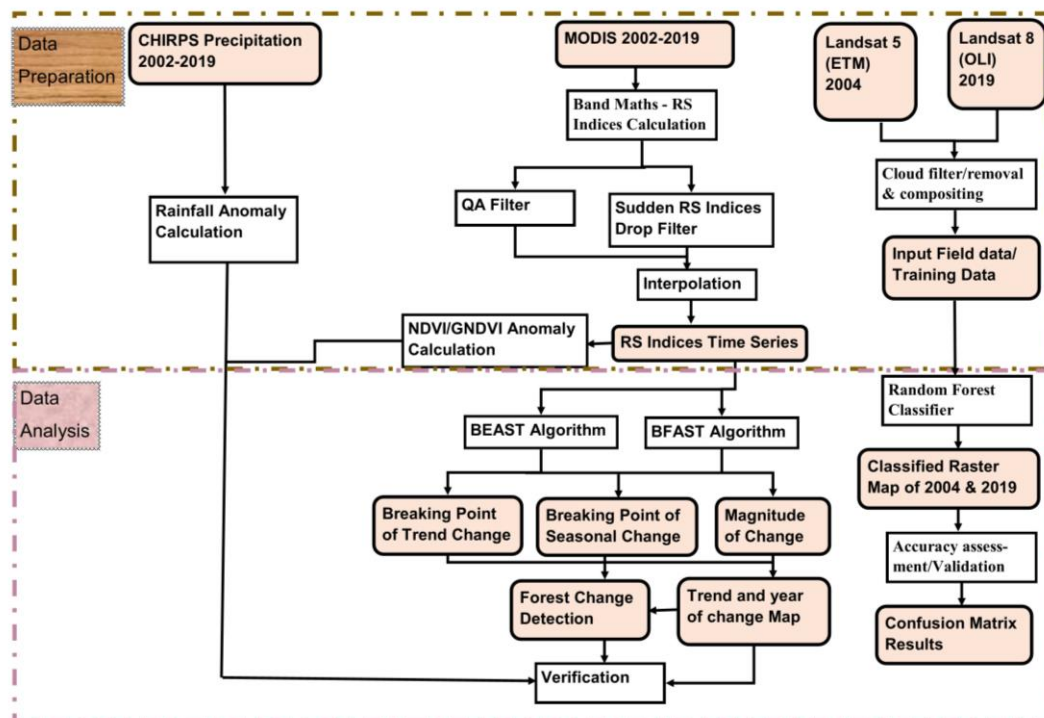 Data
Preparation
CHIRPS Precipitation
2002-2019
MODIS 2002-2019
Landsat 5
(ETM)
2004
Landsat 8
(OLI)
2019
Band Maths - RS
Indices Calculation
Cloud filter/removal
& compositing
Rainfall Anomaly
Calculation
QA Filter
Sudden RS Indices
Drop Filter
Input Field data/
Training Data
Interpolation
NDVI/GNDVI Anomaly
Calculation
RS Indices Time Series
Data
Analysis
Random Forest
Classifier
BEAST Algorithm
BFAST Algorithm
Classified Raster
Map of 2004 & 2019
Breaking Point
of Trend Change
Breaking Point of
Seasonal Change
Magnitude
of Change
Accuracy assess-
ment/Validation
Forest Change
Detection
Trend and year
of change Map
Confusion Matrix
Results
Verification